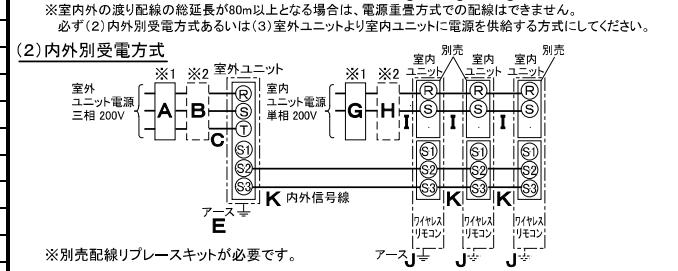 ※室内外の渡り配線の総延長が80m以上となる場合は、電源重畳方式での配線はできません。
必ず(2)内外別受電方式あるいは(3)室外ユニットより室内ユニットに電源を供給する方式にしてください。
(2)内外別受電方式
※1 ※2 室外ユニット
室外
ユニット電源
三相 200V
A B C
R
S
T
S1
S2
S3
アース
E
※1 ※2
室内
ユニット電源
単相 200V
G H
室内
ユニット
別売
室内
ユニット
室内
ユニット
別売
R R R
S S S
I I I
S1 S1 S1
S2 S2 S2
S3 S3 S3
K 内外信号線
K K
ワイヤレス
リモコン
ワイヤレス
リモコン
ワイヤレス
リモコン
アース J J J
※別売配線リプレースキットが必要です。